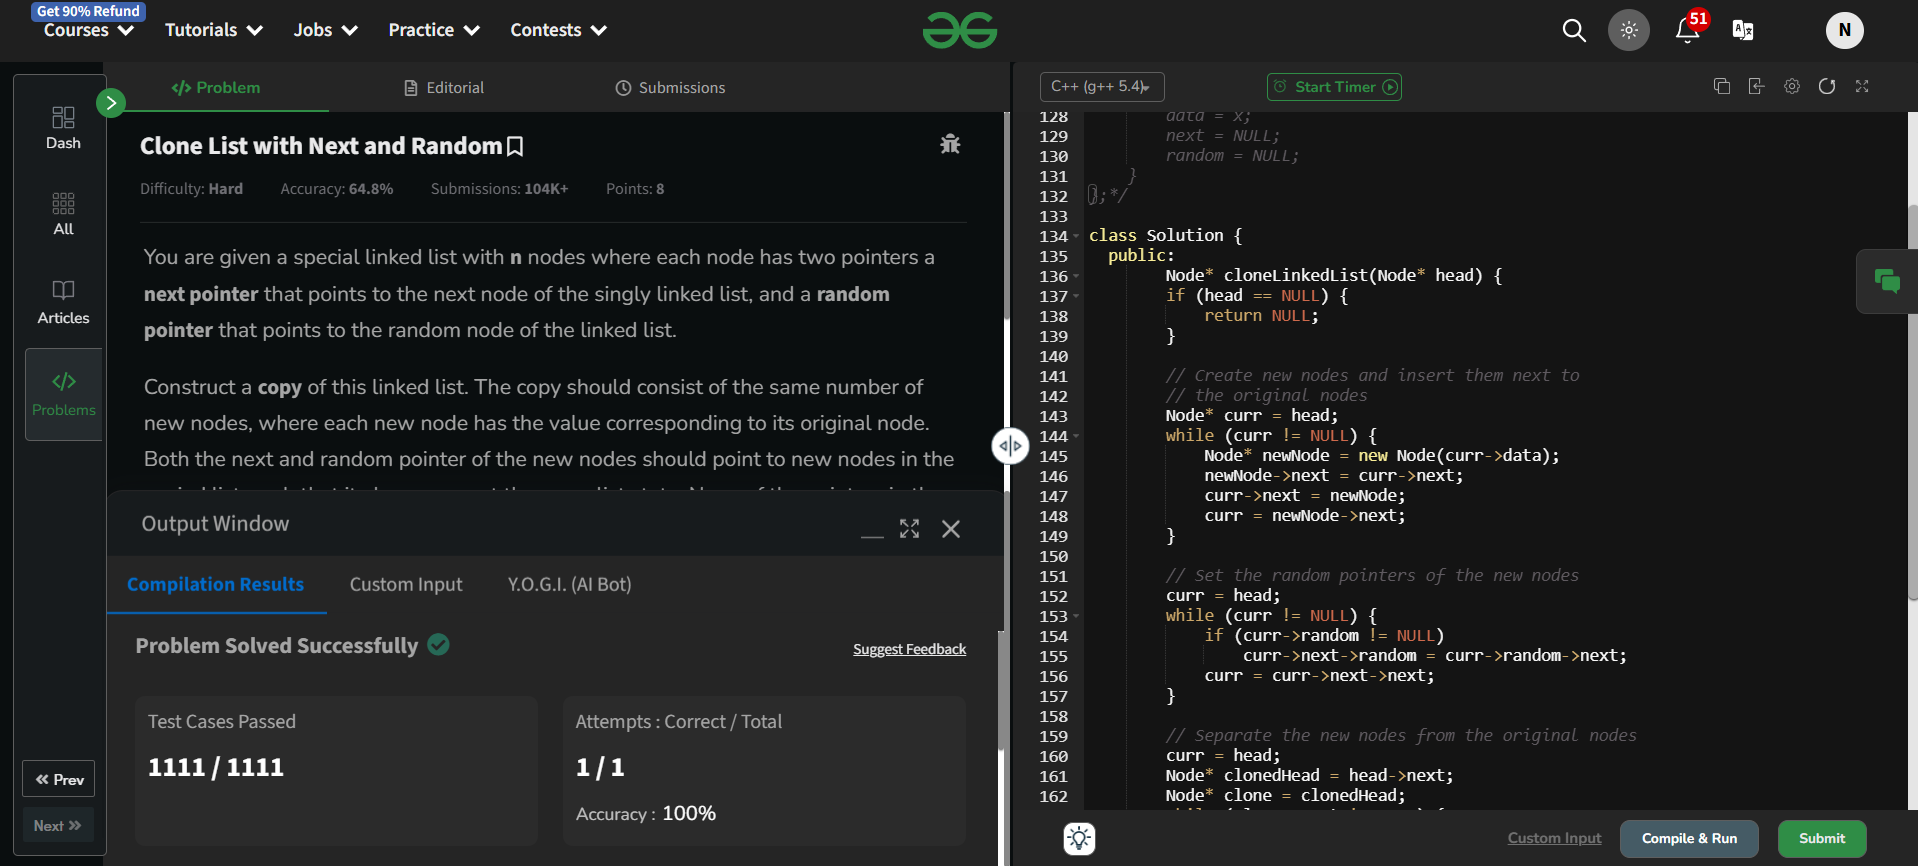 Get 90% Refund
Courses
Tutorials
Jobs
Practice
Contests
51
N
Dash
All
Articles
Problems
Prev
Next
Problem
Editorial
Submissions
Clone List with Next and Random
Difficulty: Hard
Accuracy: 64.8%
Submissions: 104K+
Points: 8
You are given a special linked list with n nodes where each node has two pointers a
next pointer that points to the next node of the singly linked list, and a random
pointer that points to the random node of the linked list.
Construct a copy of this linked list. The copy should consist of the same number of
new nodes, where each new node has the value corresponding to its original node.
Both the next and random pointer of the new nodes should point to new nodes in the
Output Window
Compilation Results
Custom Input
Y.O.G.I. (AI Bot)
Problem Solved Successfully
Suggest Feedback
Test Cases Passed
1111 / 1111
Attempts : Correct / Total
1 / 1
Accuracy : 100%
C++ (g++ 5.4)
Start Timer
128 data = x;
129 next = NULL;
130 random = NULL;
131 }
132 };*/
133
134 class Solution {
135 public:
136 Node* cloneLinkedList(Node* head) {
137 if (head == NULL) {
138 return NULL;
139 }
140
141 // Create new nodes and insert them next to
142 // the original nodes
143 Node* curr = head;
144 while (curr != NULL) {
145 Node* newNode = new Node(curr->data);
146 newNode->next = curr->next;
147 curr->next = newNode;
148 curr = newNode->next;
149 }
150
151 // Set the random pointers of the new nodes
152 curr = head;
153 while (curr != NULL) {
154 if (curr->random != NULL)
155 curr->next->random = curr->random->next;
156 curr = curr->next->next;
157 }
158
159 // Separate the new nodes from the original nodes
160 curr = head;
161 Node* clonedHead = head->next;
162 Node* clone = clonedHead;
Custom Input
Compile & Run
Submit